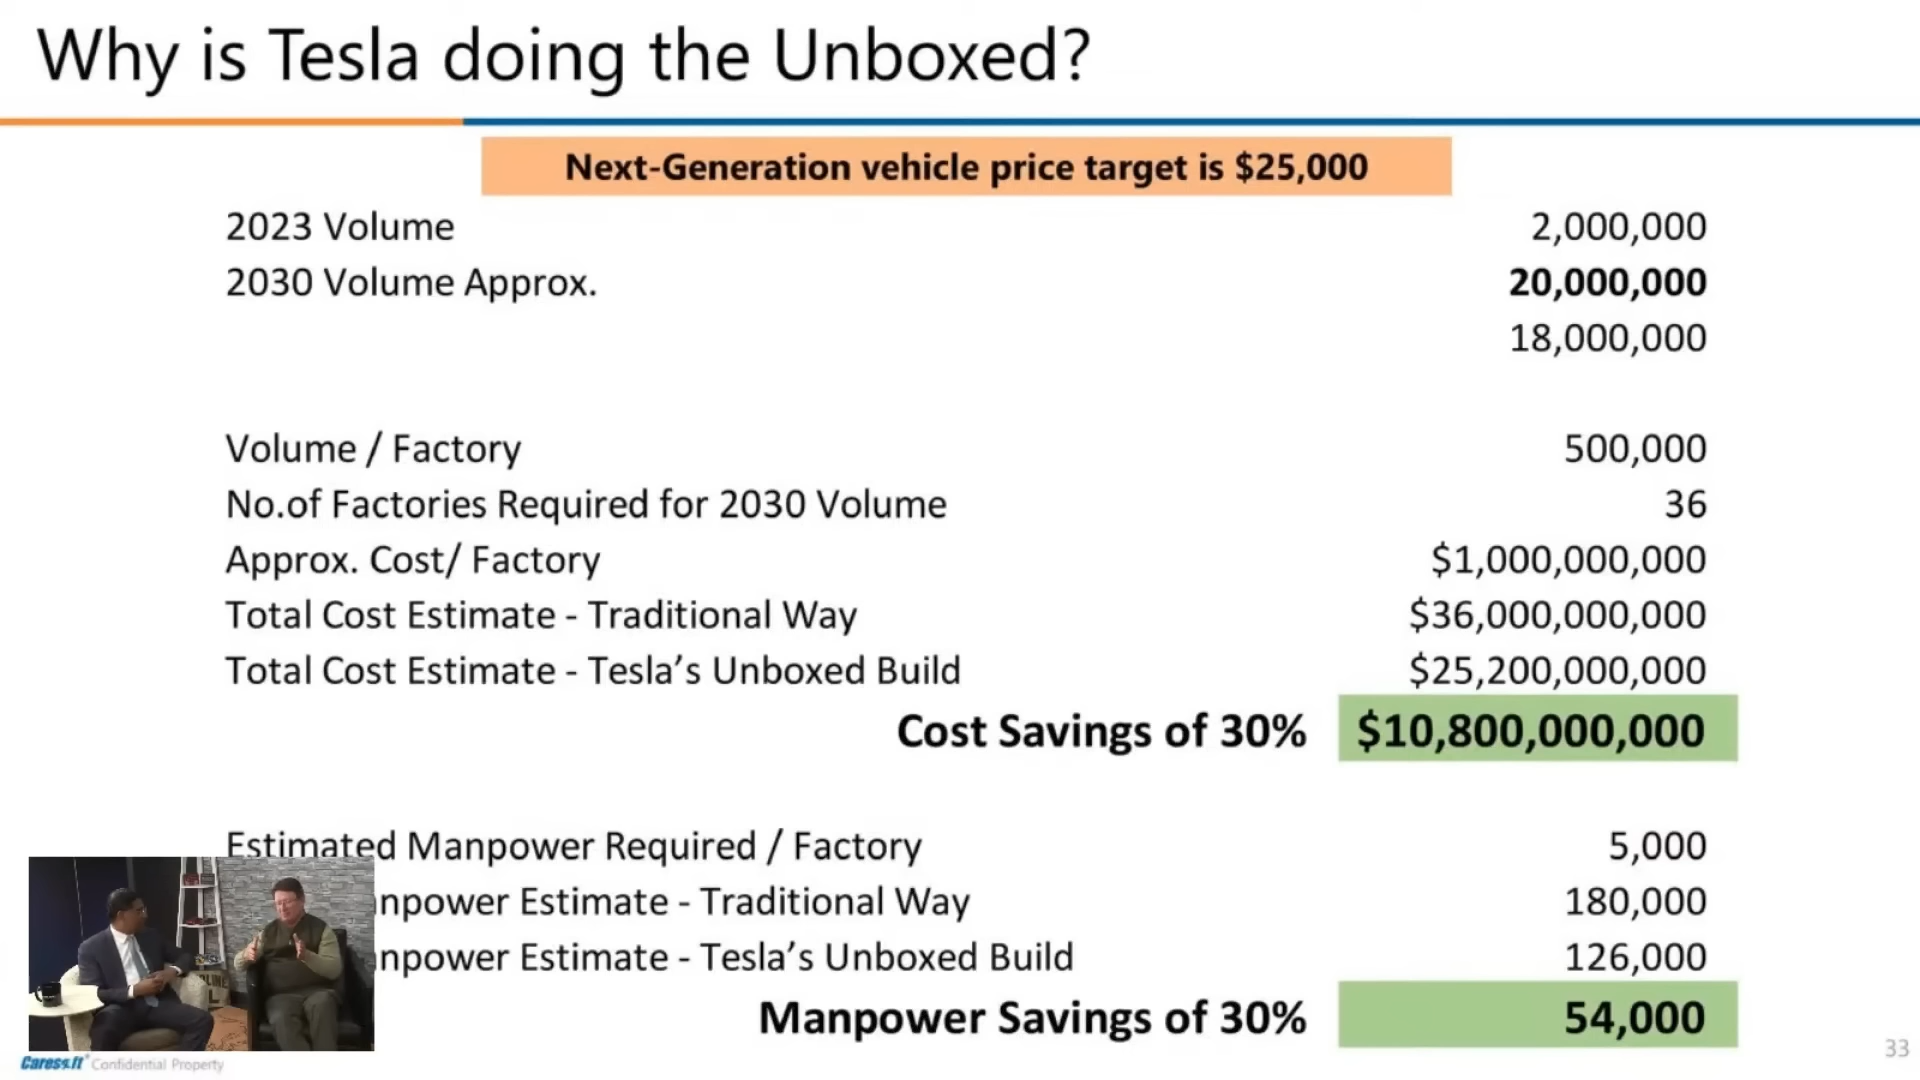 Why is Tesla doing the Unboxed?
Next-Generation vehicle price target is $25,000
2023 Volume 2,000,000
2030 Volume Approx. 20,000,000
18,000,000
Volume / Factory 500,000
No.of Factories Required for 2030 Volume 36
Approx. Cost/ Factory $1,000,000,000
Total Cost Estimate - Traditional Way $36,000,000,000
Total Cost Estimate - Tesla’s Unboxed Build $25,200,000,000
Cost Savings of 30% $10,800,000,000
Estimated Manpower Required / Factory 5,000
npower Estimate - Traditional Way 180,000
npower Estimate - Tesla’s Unboxed Build 126,000
Manpower Savings of 30% 54,000
Caresoft Confidential Property
33